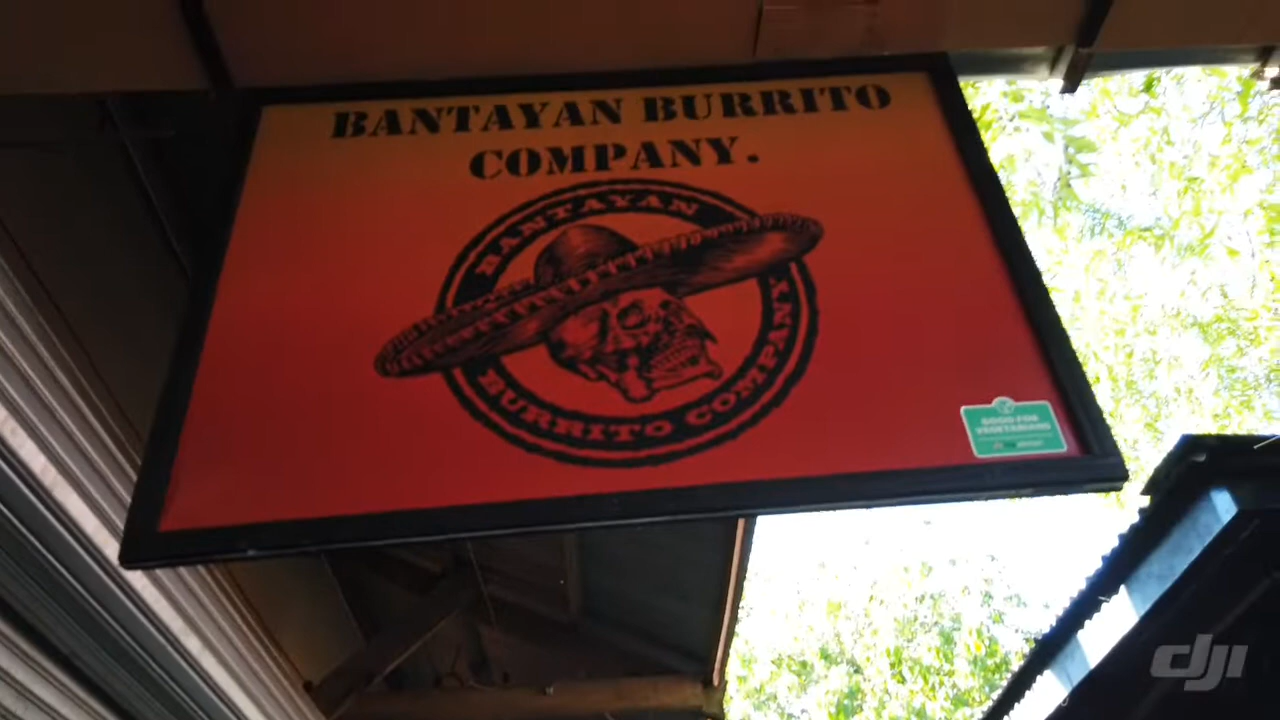 BANTAYAN BURRITO
COMPANY.
BANTAYAN
BURRITO COMPANY
GOOD FOR
VEGETARIANS
dji